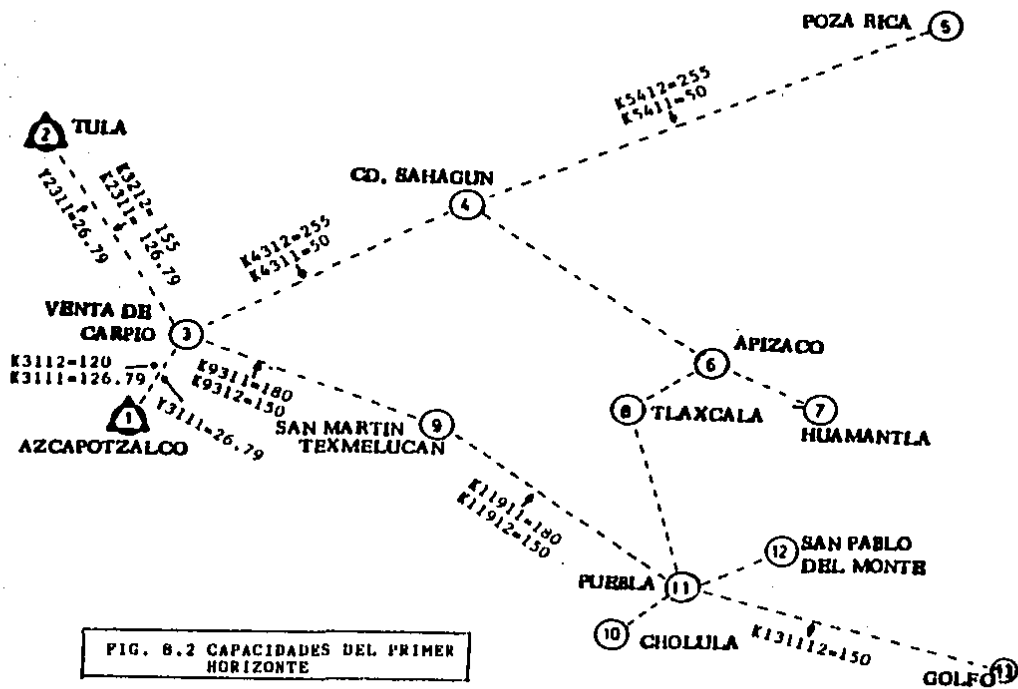 POZA RICA 5
K5412=255
K5411=50
2 TULA
CD. SAHAGUN
4
K3212= 155
K2311= 126.79
Y2311=26.79
K4312=255
K4311=50
VENTA DE
CARPIO 3
APIZACO
6
K3112=120
K3111=126.79
K9311=180
K9312=150
Y3111=26.79
1
AZCAPOTZALCO
SAN MARTIN
TEXMELUCAN
9
8 TLAXCALA
7
HUAMANTLA
K11911=180
K11912=150
12 SAN PABLO
DEL MONTE
PUEBLA 11
10 CHOLULA
K131112=150
GOLFO 13
FIG. 8.2 CAPACIDADES DEL PRIMER
HORIZONTE